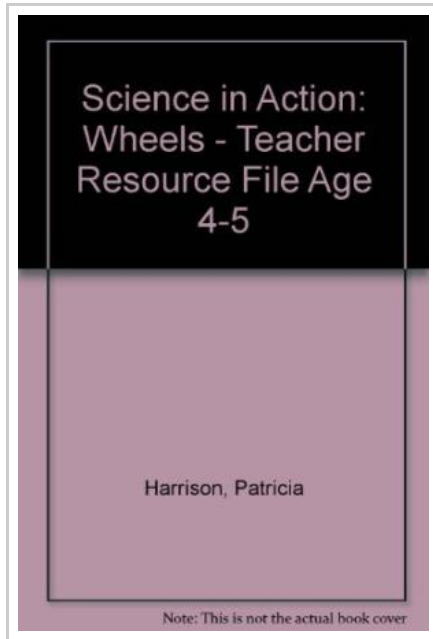 Science in Action:
Wheels - Teacher
Resource File Age
4-5
Harrison, Patricia
Note: This is not the actual book cover